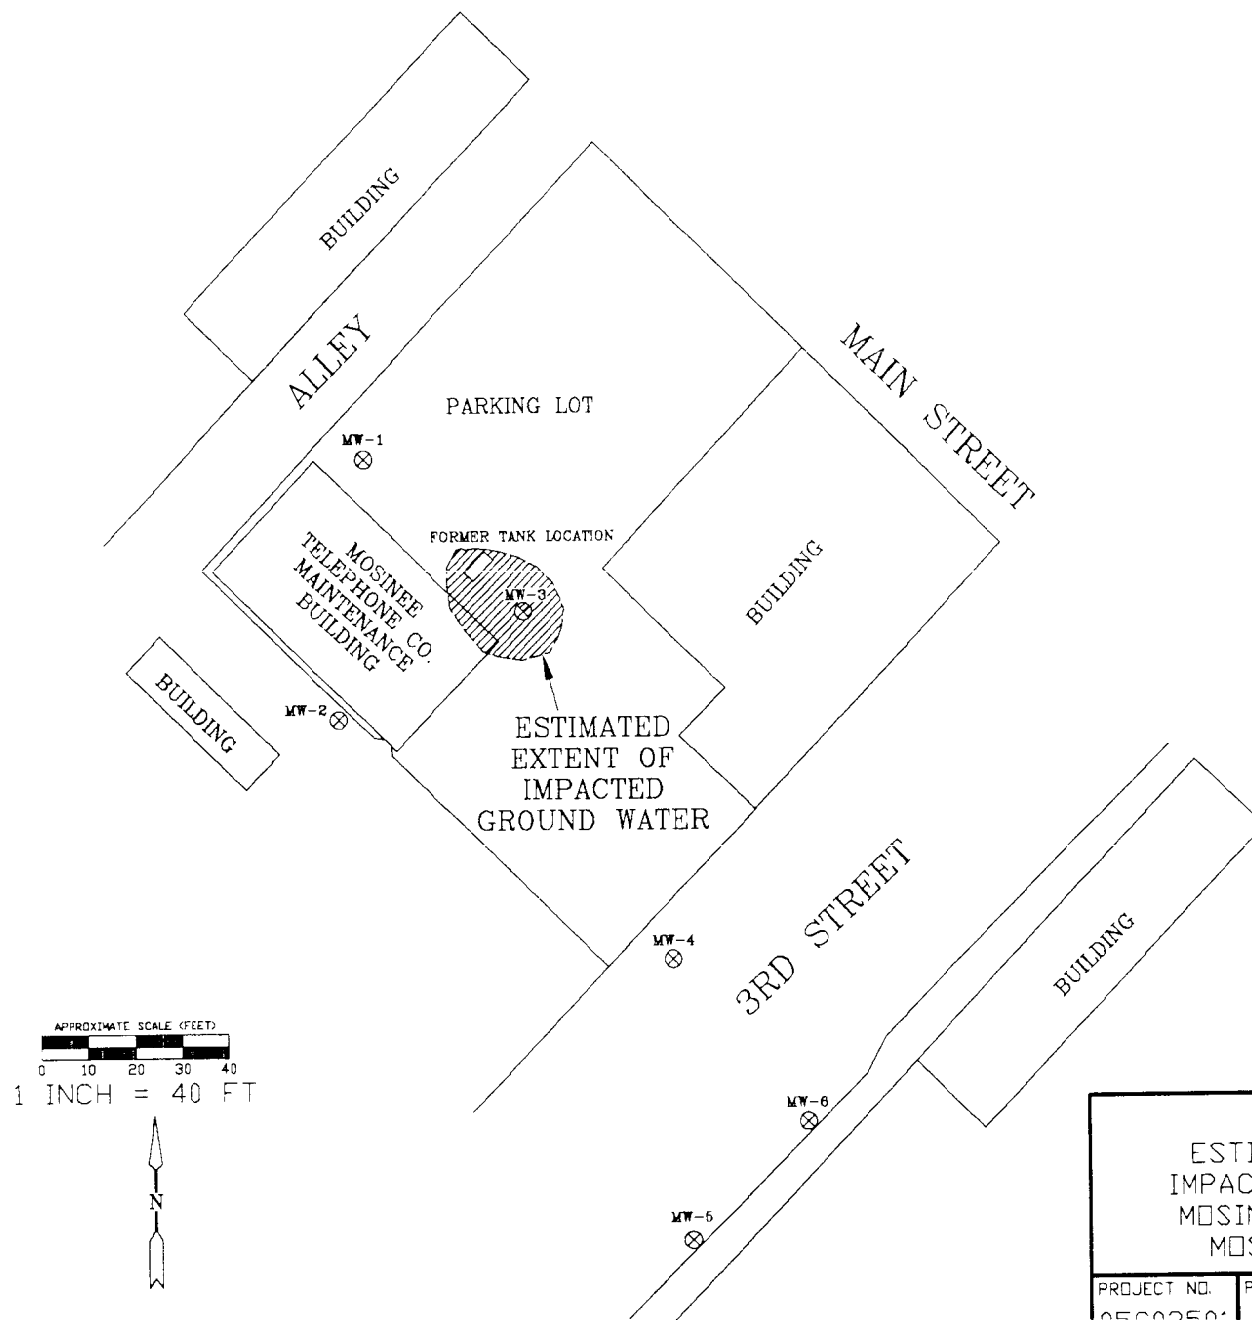 BUILDING
ALLEY
MAIN STREET
PARKING LOT
MW-1
FORMER TANK LOCATION
MOSINEE
TELEPHONE CO.
MAINTENANCE
BUILDING
MW-3
BUILDING
BUILDING
MW-2
ESTIMATED
EXTENT OF
IMPACTED
GROUND WATER
3RD STREET
MW-4
BUILDING
APPROXIMATE SCALE (FEET)
0 10 20 30 40
1 INCH = 40 FT
MW-6
N
MW-5
ESTI
IMPAC
MOSIN
MOS
PROJECT NO.
P